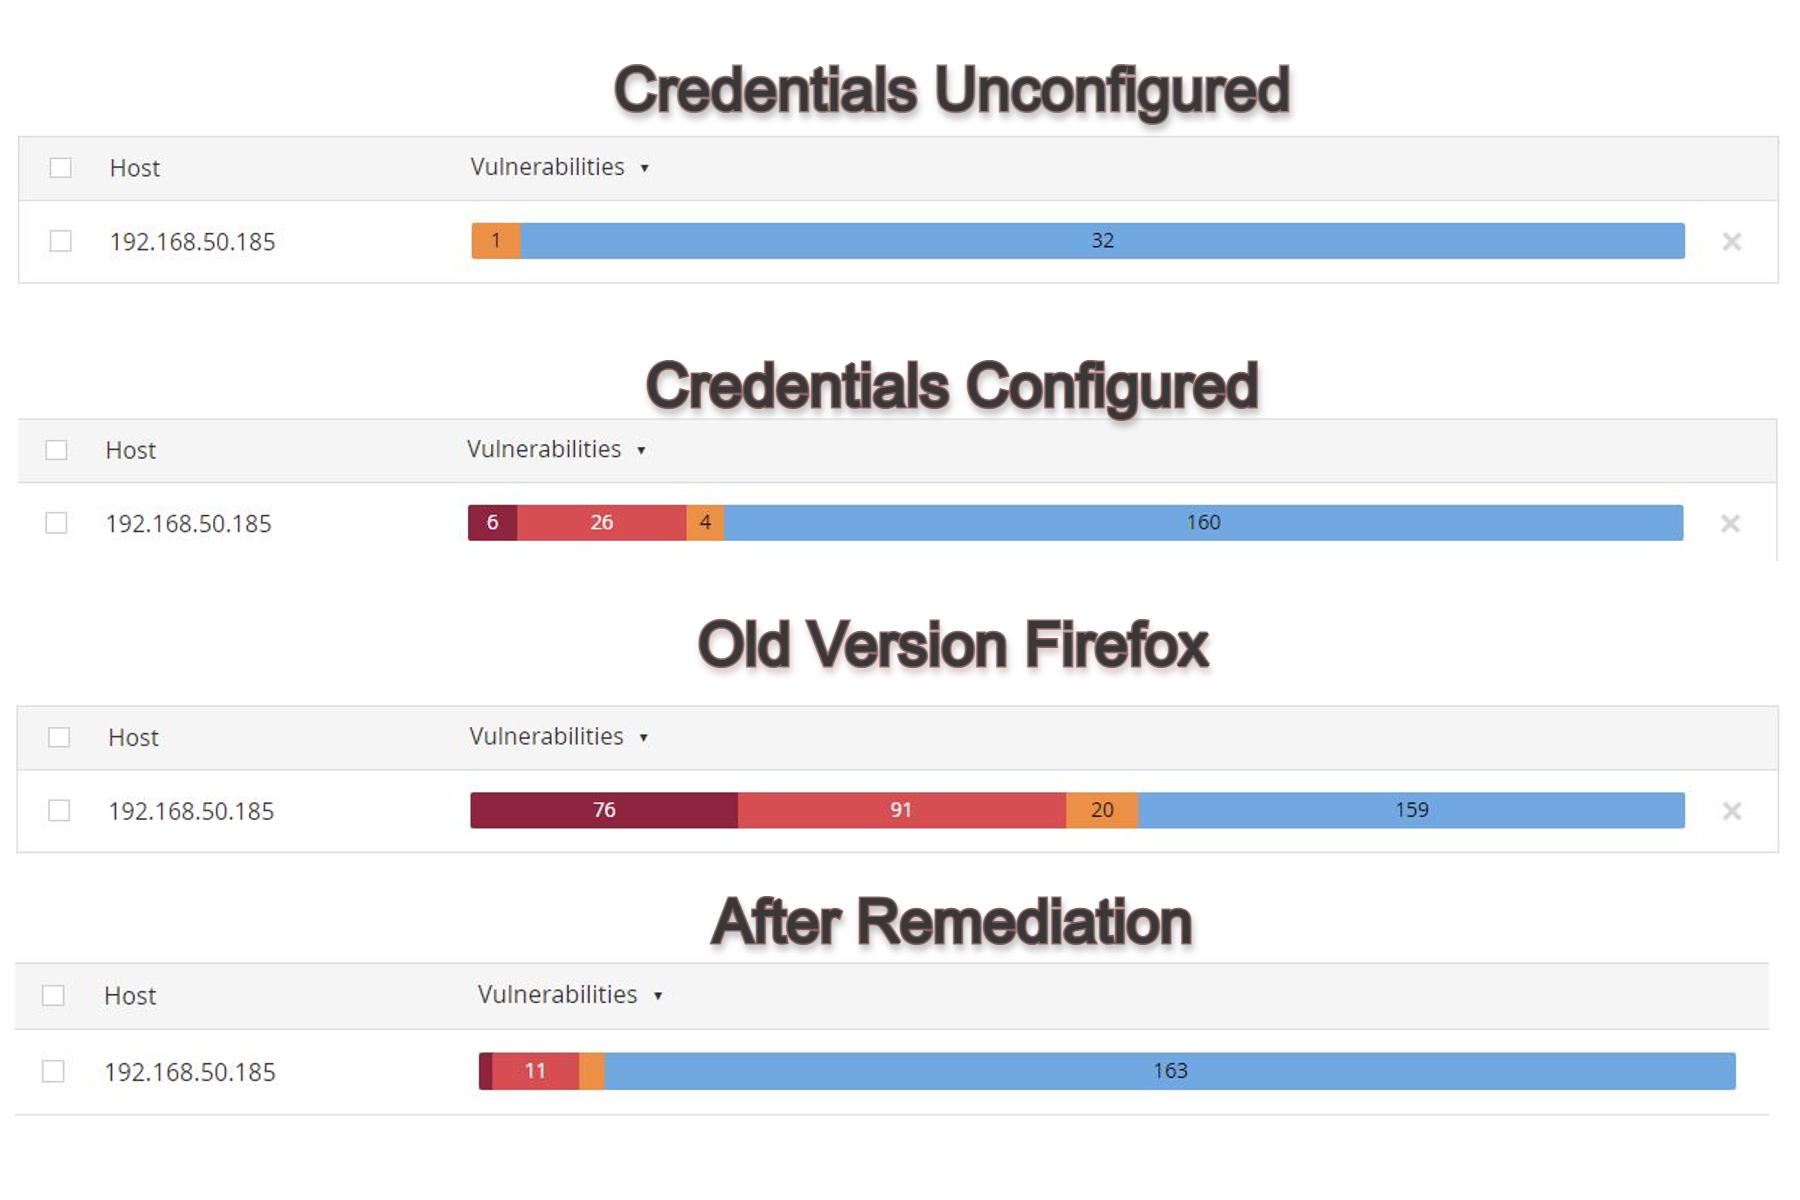 Credentials Unconfigured
Host Vulnerabilities ▾
192.168.50.185 1 32 ×
Credentials Configured
Host Vulnerabilities ▾
192.168.50.185 6 26 4 160 ×
Old Version Firefox
Host Vulnerabilities ▾
192.168.50.185 76 91 20 159 ×
After Remediation
Host Vulnerabilities ▾
192.168.50.185 11 163